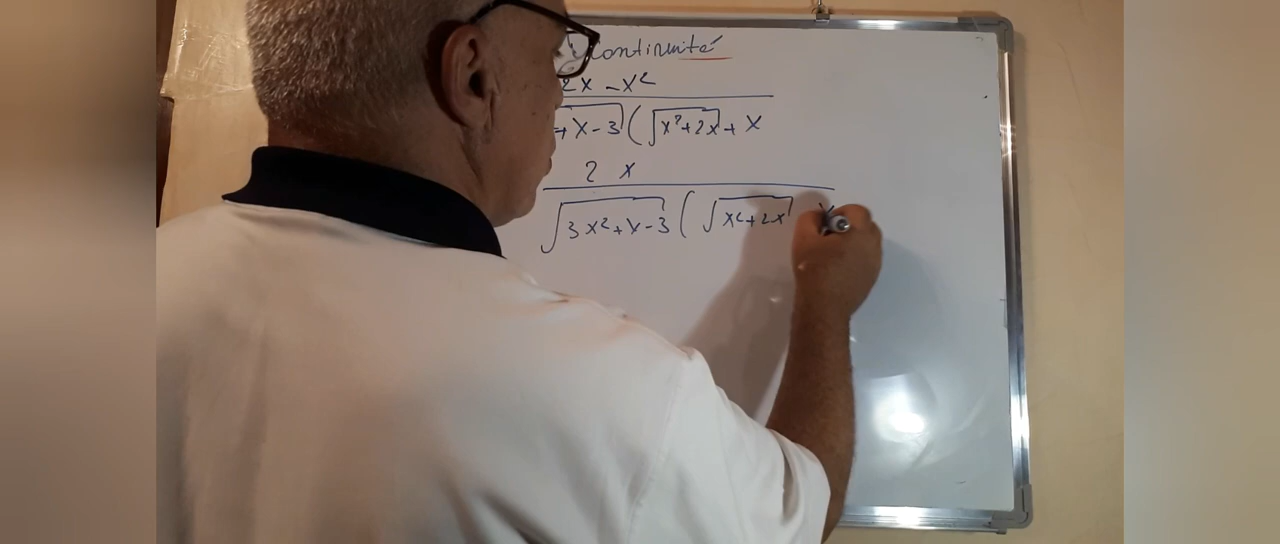 continuité
2x - x²
+ x - 3 ( √x²+2x + x
2 x
√3x²+x-3 ( √x²+2x